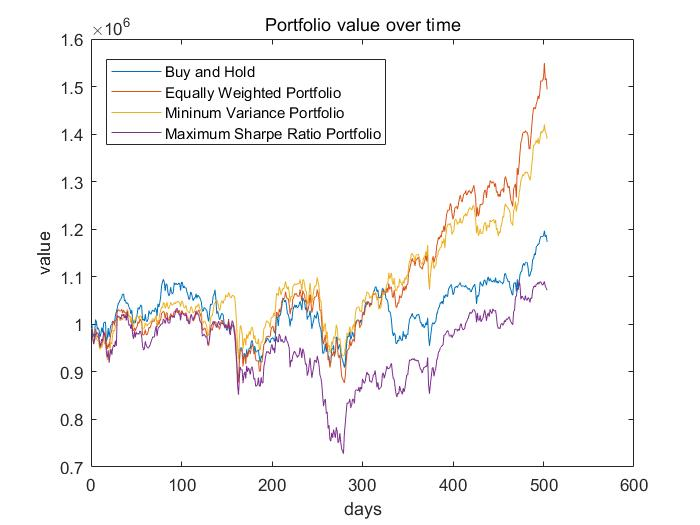 Portfolio value over time
×10⁶
1.6
1.5
1.4
1.3
1.2
1.1
1
0.9
0.8
0.7
value
Buy and Hold
Equally Weighted Portfolio
Mininum Variance Portfolio
Maximum Sharpe Ratio Portfolio
0 100 200 300 400 500 600
days